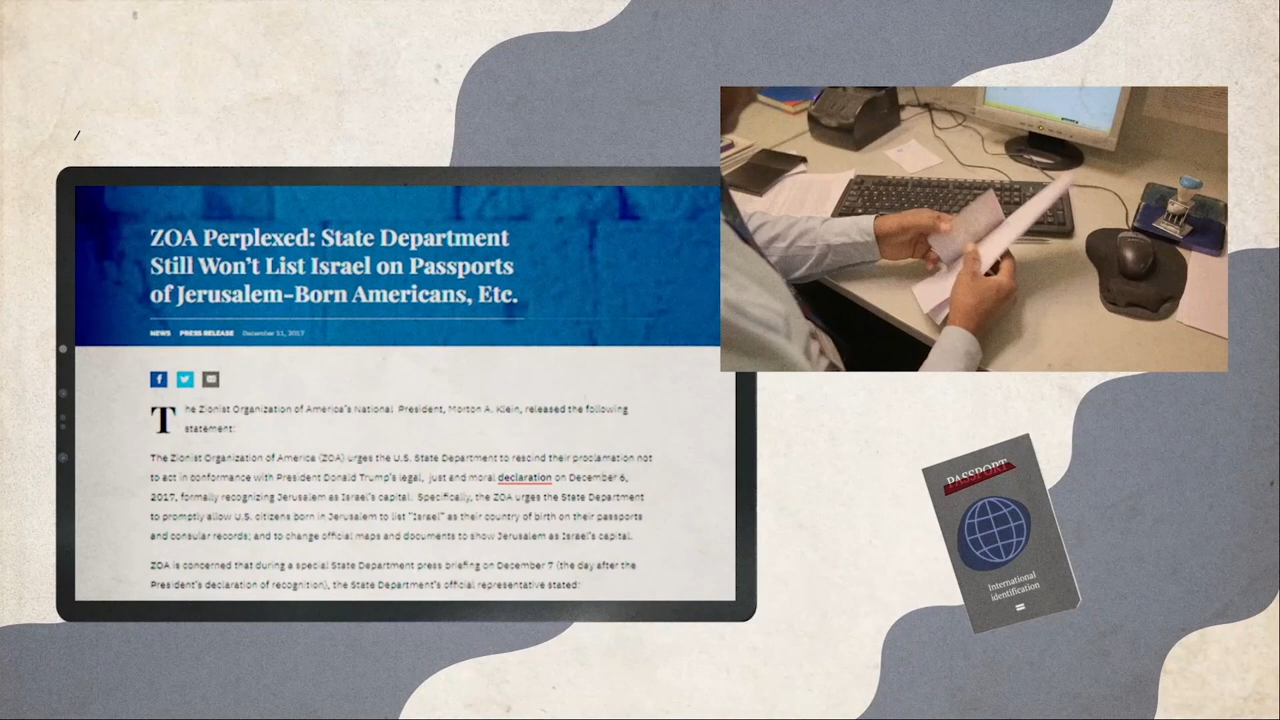 /
ZOA Perplexed: State Department
Still Won't List Israel on Passports
of Jerusalem-Born Americans, Etc.
NEWS PRESS RELEASE December 11, 2017
The Zionist Organization of America's National President, Morton A. Klein, released the following
statement:
The Zionist Organization of America (ZOA) urges the U.S. State Department to rescind their proclamation not
to act in conformance with President Donald Trump's legal, just and moral declaration on December 6,
2017, formally recognizing Jerusalem as Israel's capital. Specifically, the ZOA urges the State Department
to promptly allow U.S. citizens born in Jerusalem to list "Israel" as their country of birth on their passports
and consular records; and to change official maps and documents to show Jerusalem as Israel's capital.
ZOA is concerned that during a special State Department press briefing on December 7 (the day after the
President's declaration of recognition), the State Department's official representative stated:
PASSPORT
International
identification